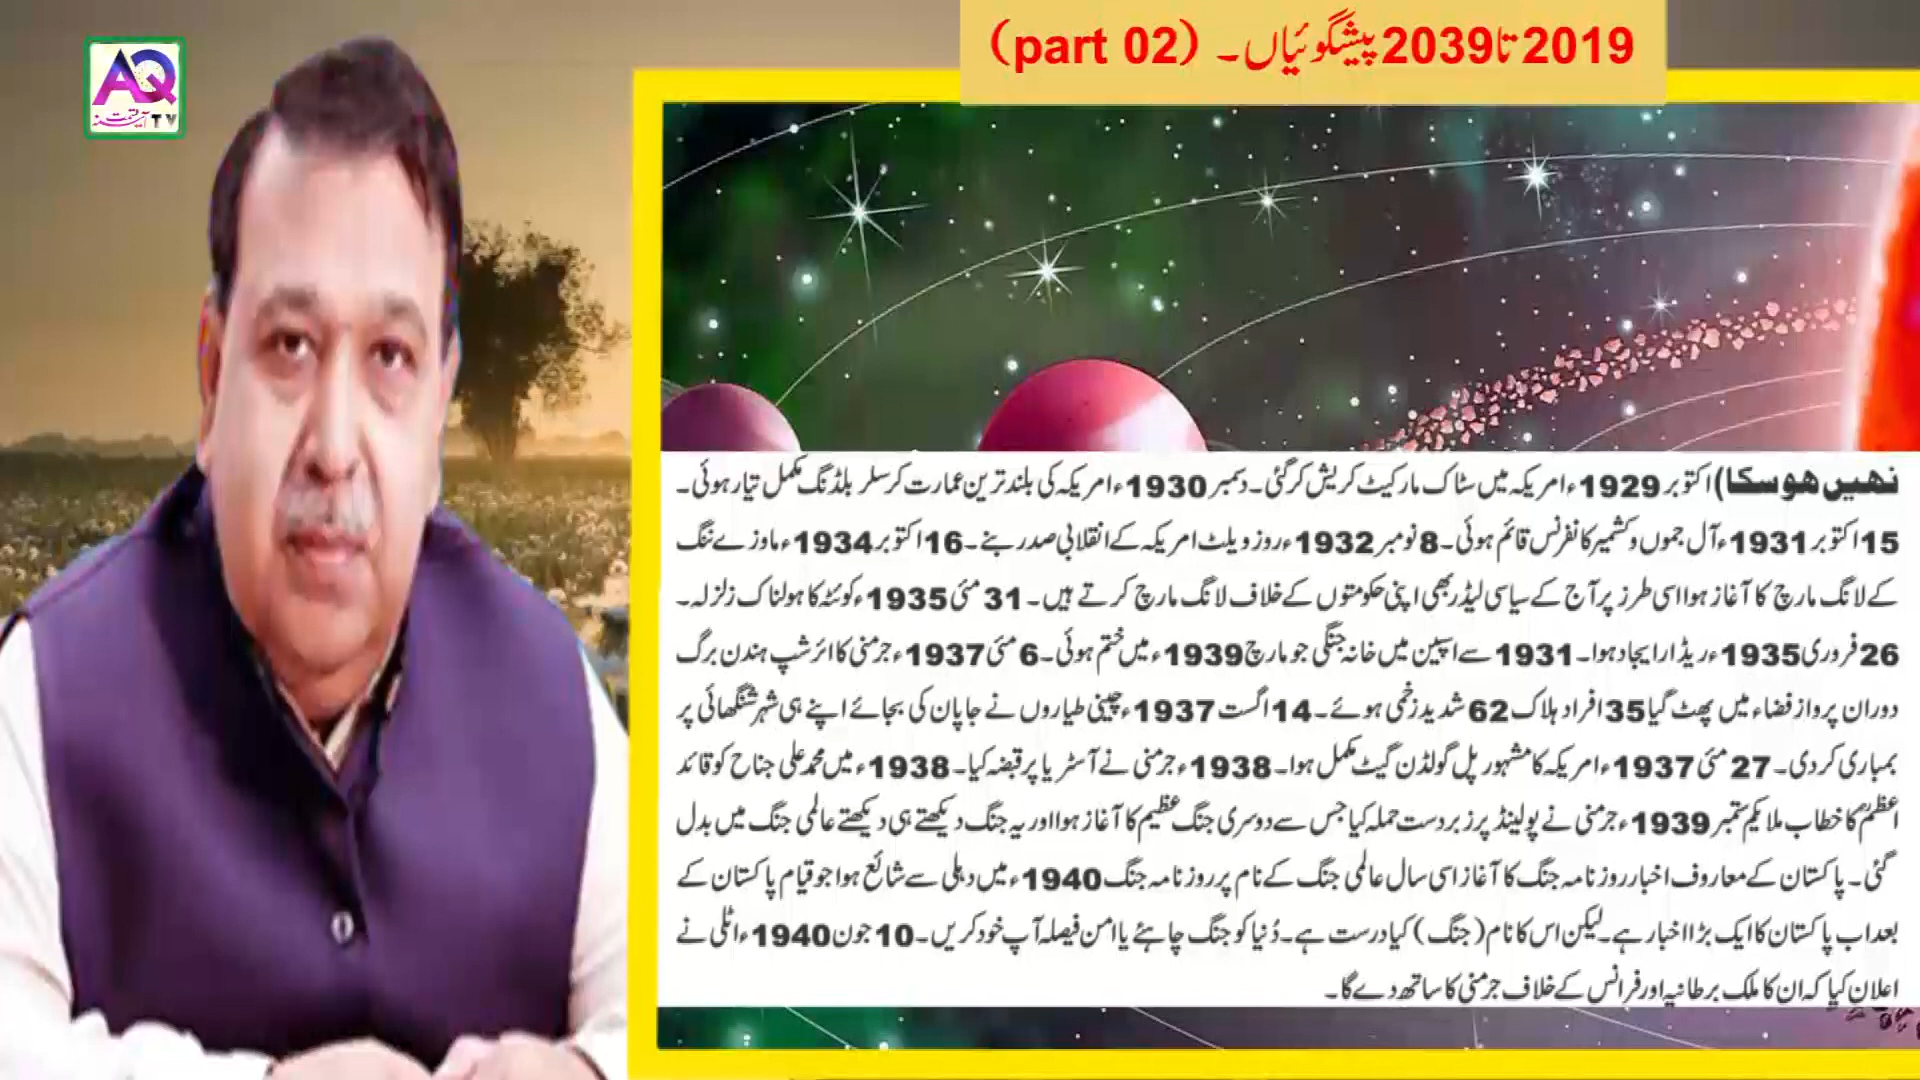 2019 تا 2039 پیشگوئیاں۔ (part 02)
AQ
آئینہ قسمت TV
نھیں ھو سکا) اکتوبر 1929ء امریکہ میں سٹاک مارکیٹ کریش کر گئی۔ دسمبر 1930ء امریکہ کی بلند ترین عمارت کرسلر بلڈنگ مکمل تیار ہوئی۔
15 اکتوبر 1931ء آل جموں و کشمیر کانفرنس قائم ہوئی۔ 8 نومبر 1932ء روز ویلٹ امریکہ کے انقلابی صدر بنے۔ 16 اکتوبر 1934ء ماوزے ننگ
کے لانگ مارچ کا آغاز ہوا اسی طرز پر آج کے سیاسی لیڈر بھی اپنی حکومتوں کے خلاف لانگ مارچ کرتے ہیں۔ 31 مئی 1935ء کوئٹہ کا ہولناک زلزلہ۔
26 فروری 1935ء ریڈار ایجاد ہوا۔ 1931 سے اسپین میں خانہ جنگی جو مارچ 1939ء میں ختم ہوئی۔ 6 مئی 1937ء جرمنی کا ائر شپ ہندن برگ
دوران پرواز فضاء میں پھٹ گیا 35 افراد ہلاک 62 شدید زخمی ہوئے۔ 14 اگست 1937ء چینی طیاروں نے جاپان کی بجائے اپنے ہی شہر شنگھائی پر
بمباری کر دی۔ 27 مئی 1937ء امریکہ کا مشہور پل گولڈن گیٹ مکمل ہوا۔ 1938ء جرمنی نے آسٹریا پر قبضہ کیا۔ 1938ء میں محمد علی جناح کو قائد
اعظمؒ کا خطاب ملا یکم ستمبر 1939ء جرمنی نے پولینڈ پر زبردست حملہ کیا جس سے دوسری جنگ عظیم کا آغاز ہوا اور یہ جنگ دیکھتے ہی دیکھتے عالمی جنگ میں بدل
گئی۔ پاکستان کے معاروف اخبار روزنامہ جنگ کا آغاز اسی سال عالمی جنگ کے نام پر روزنامہ جنگ 1940ء میں دہلی سے شائع ہوا جو قیام پاکستان کے
بعد اب پاکستان کا ایک بڑا اخبار ہے۔ لیکن اس کا نام (جنگ) کیا درست ہے۔ دُنیا کو جنگ چاہئے یا امن فیصلہ آپ خود کریں۔ 10 جون 1940ء اٹلی نے
اعلان کیا کہ ان کا ملک برطانیہ اور فرانس کے خلاف جرمنی کا ساتھ دے گا۔